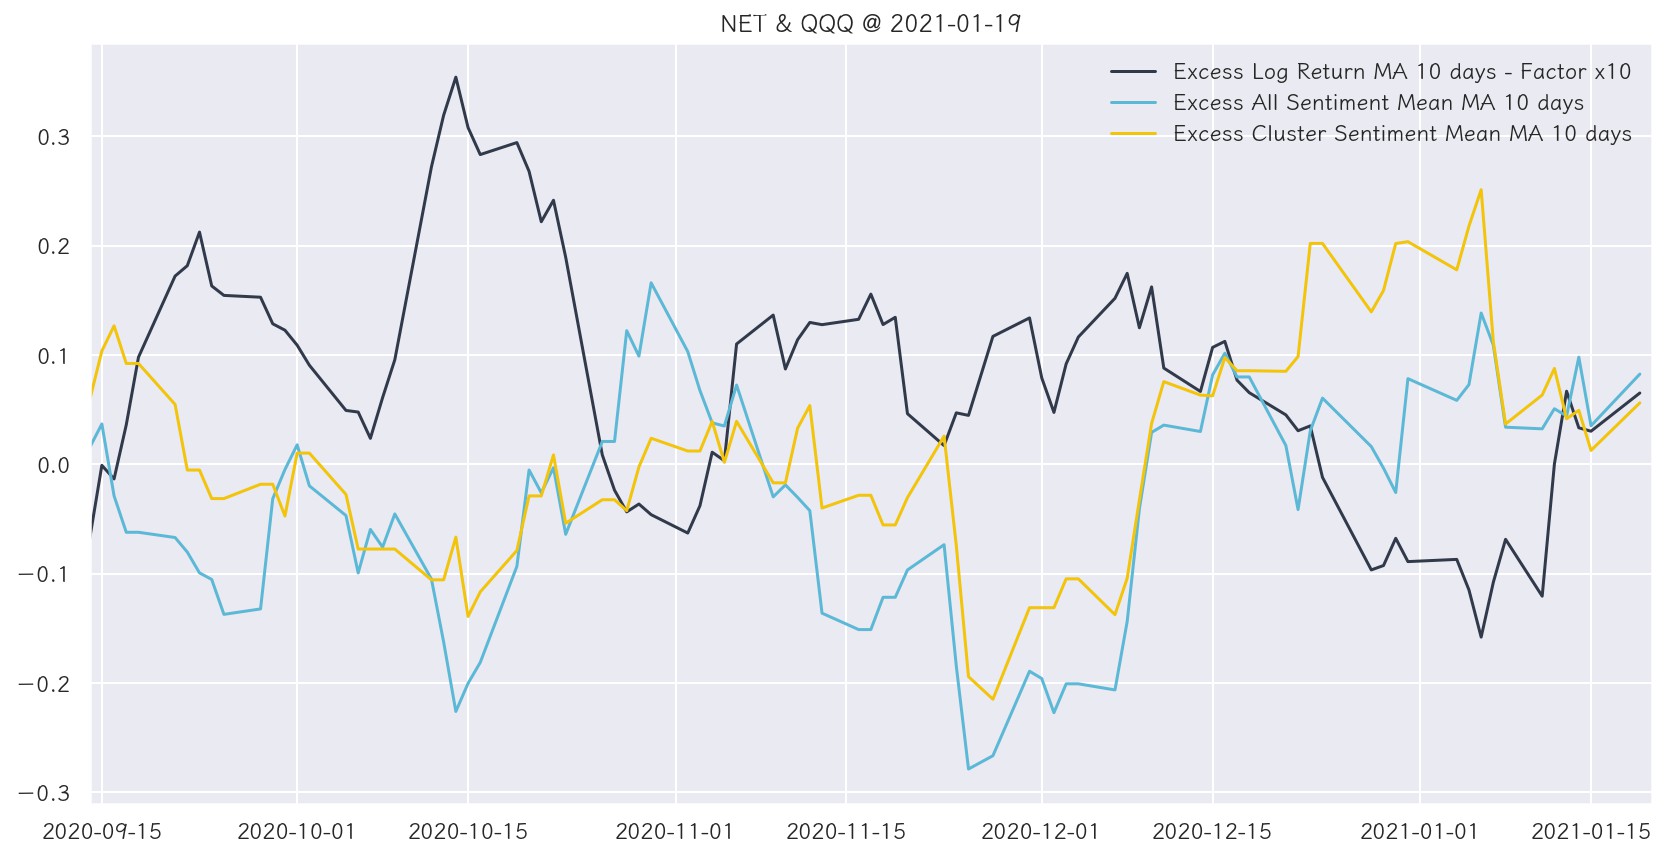 NET & QQQ @ 2021-01-19
Excess Log Return MA 10 days - Factor x10
Excess All Sentiment Mean MA 10 days
Excess Cluster Sentiment Mean MA 10 days
0.3
0.2
0.1
0.0
−0.1
−0.2
−0.3
2020-09-15 2020-10-01 2020-10-15 2020-11-01 2020-11-15 2020-12-01 2020-12-15 2021-01-01 2021-01-15